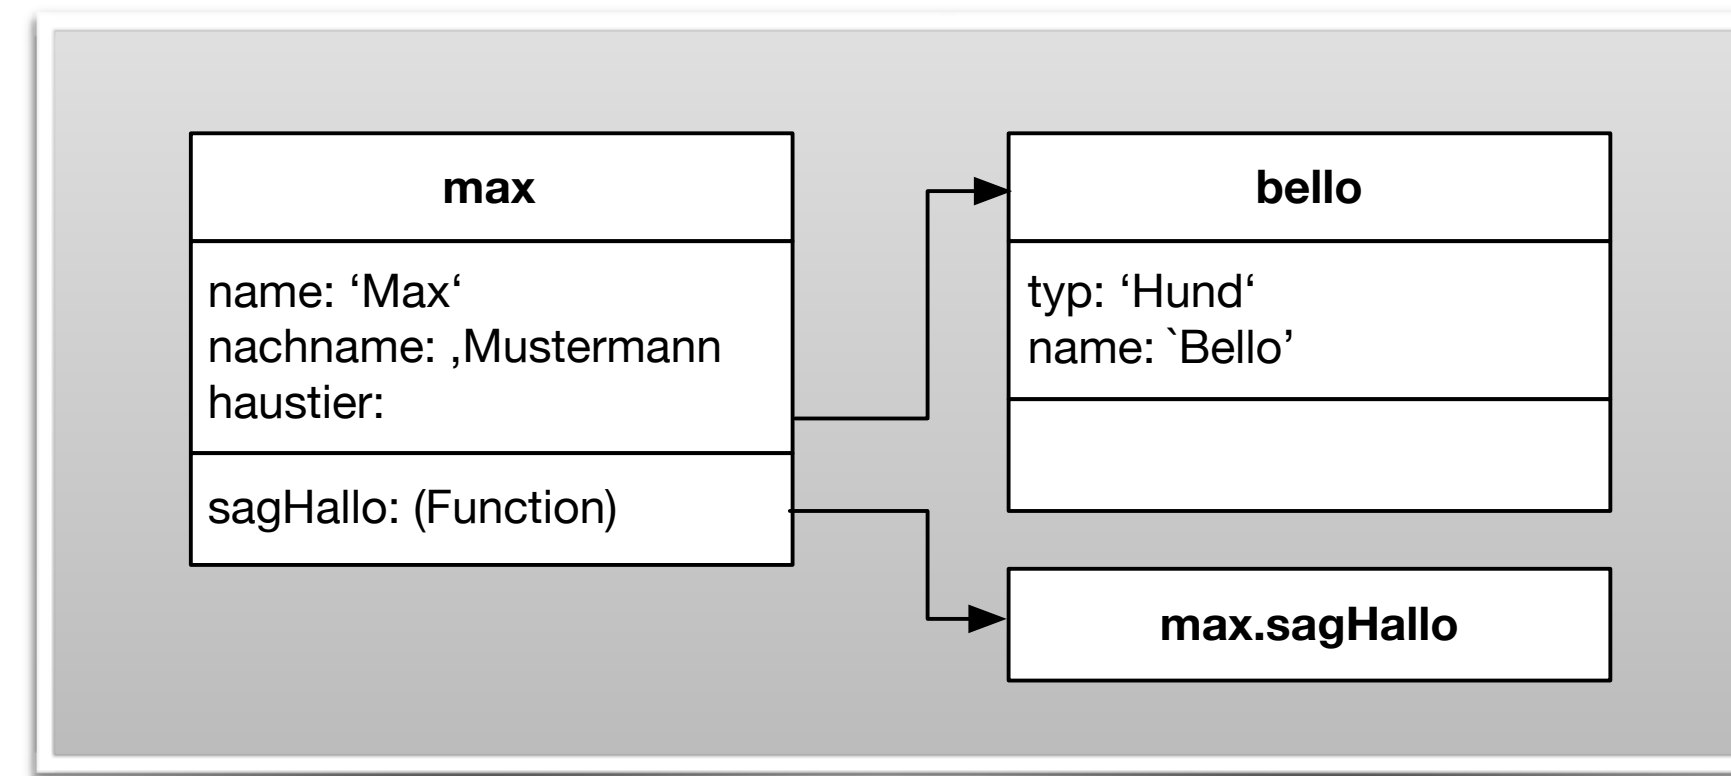 max
name: ‘Max‘
nachname: ‚Mustermann
haustier:
sagHallo: (Function)
bello
typ: ‘Hund‘
name: `Bello’
max.sagHallo